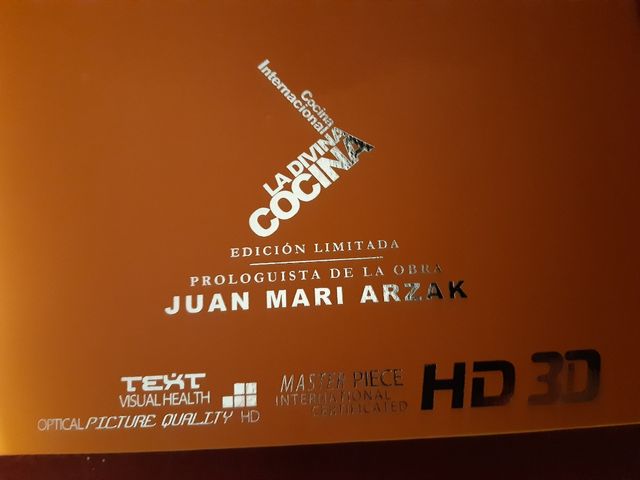 Cocina
Internacional
LA DIVINA
COCINA
EDICIÓN LIMITADA
PROLOGUISTA DE LA OBRA
JUAN MARI ARZAK
TEXT
VISUAL HEALTH
OPTICAL PICTURE QUALITY HD
MASTER PIECE
INTERNATIONAL
CERTIFICATED
HD 3D